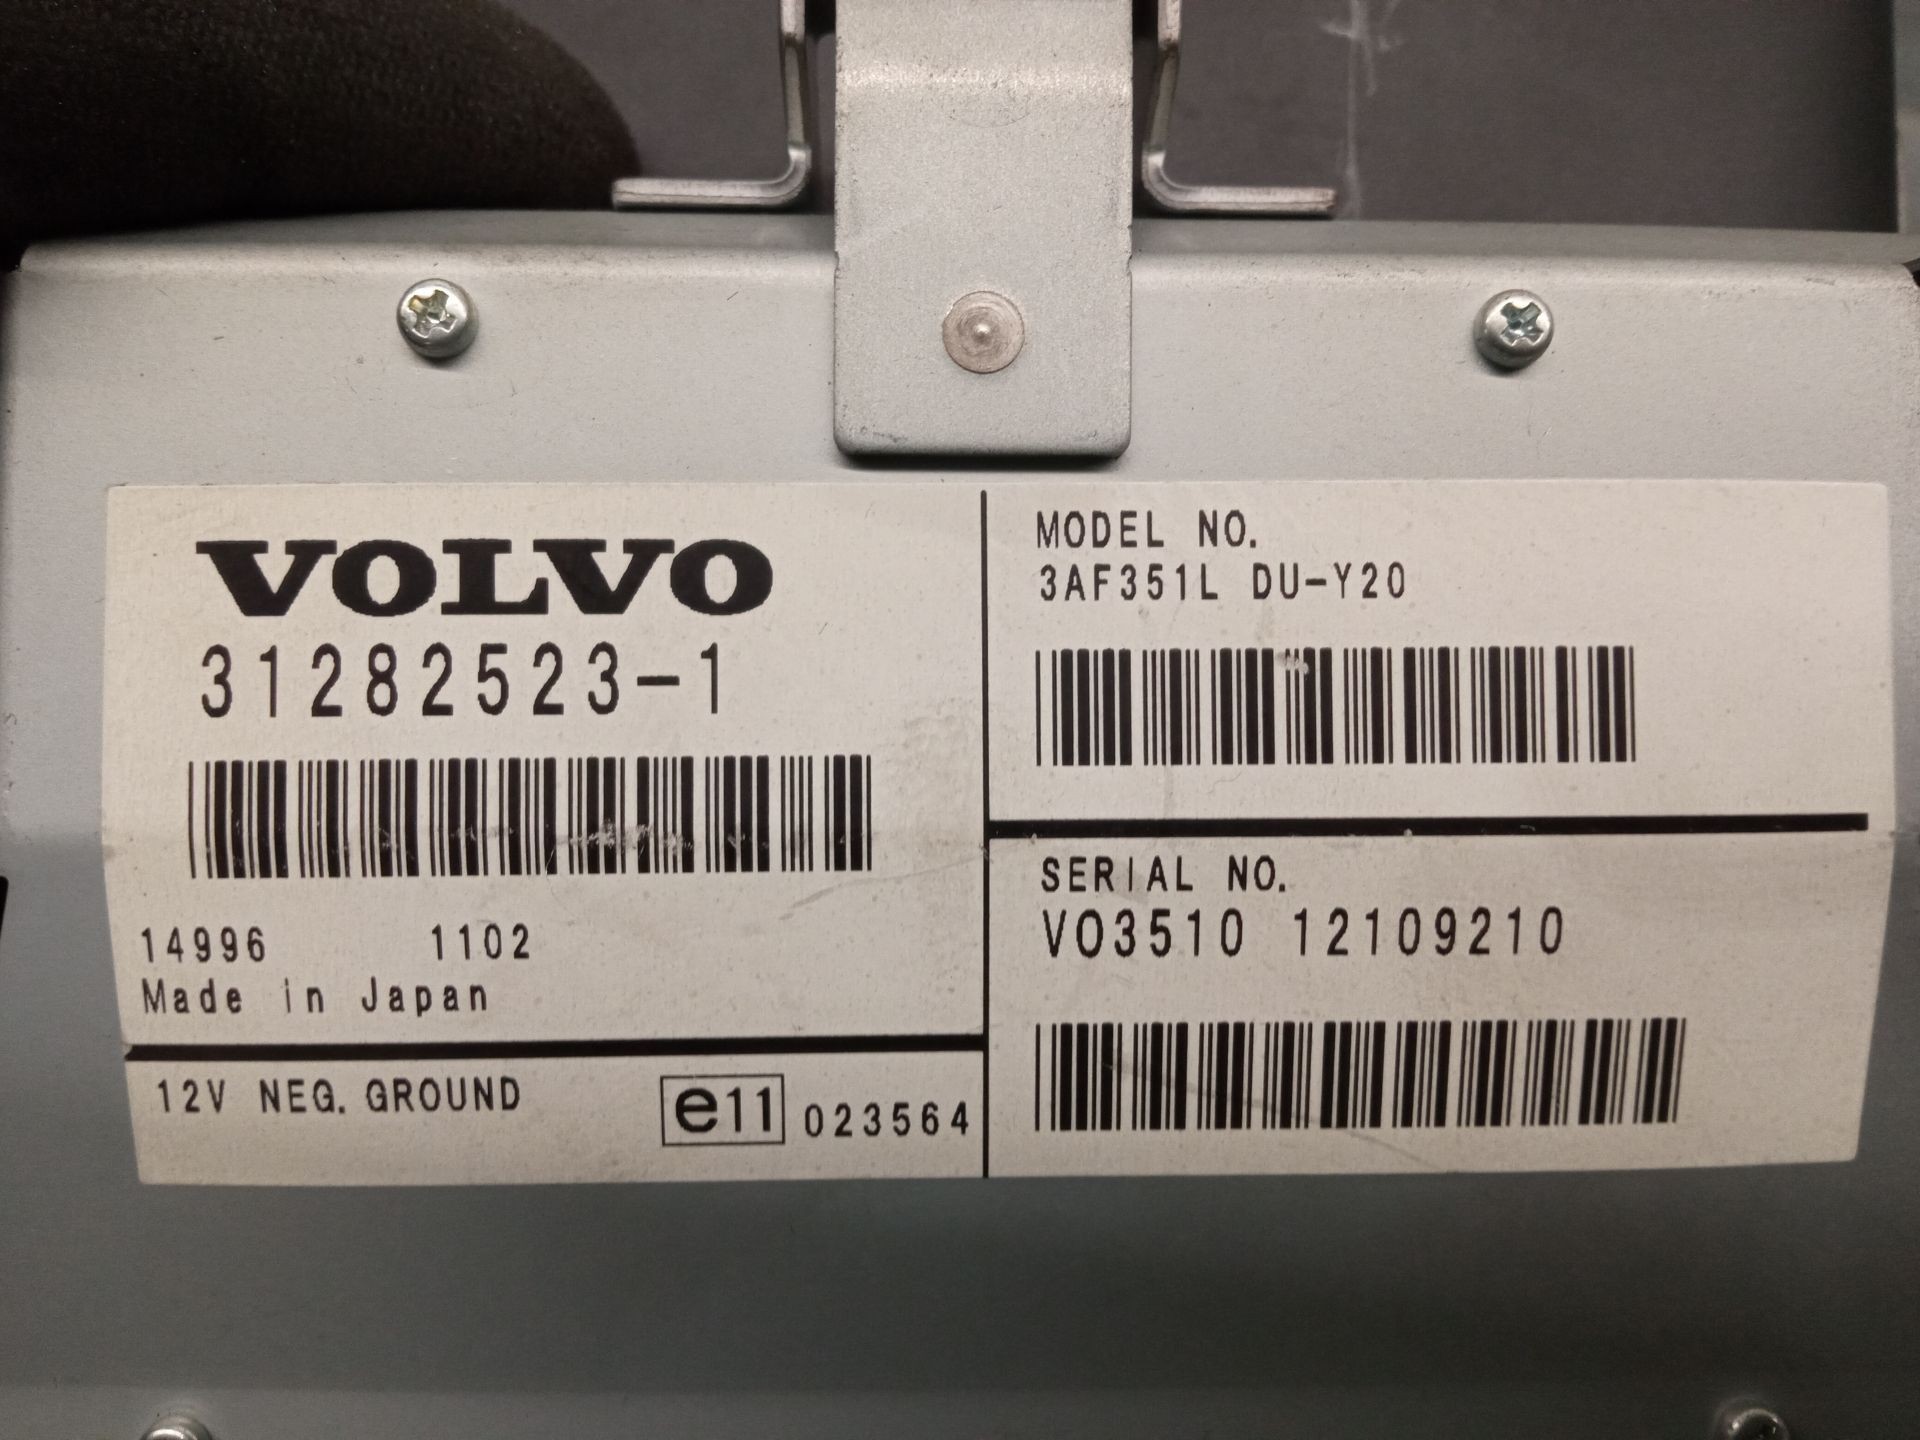 VOLVO
31282523-1
14996 1102
Made in Japan
12V NEG. GROUND
e11 023564
MODEL NO.
3AF351L DU-Y20
SERIAL NO.
VO3510 12109210